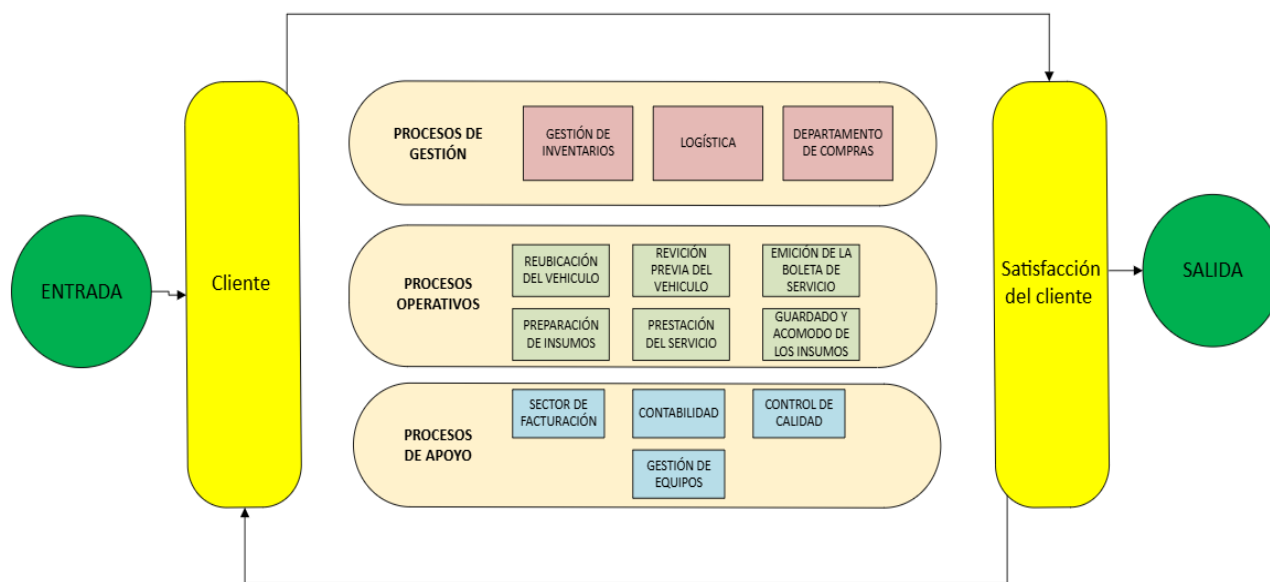 ENTRADA
Cliente
PROCESOS DE
GESTIÓN
GESTIÓN DE
INVENTARIOS
LOGÍSTICA
DEPARTAMENTO
DE COMPRAS
PROCESOS
OPERATIVOS
REUBICACIÓN
DEL VEHICULO
REVICIÓN
PREVIA DEL
VEHICULO
EMICIÓN DE LA
BOLETA DE
SERVICIO
PREPARACIÓN
DE INSUMOS
PRESTACIÓN
DEL SERVICIO
GUARDADO Y
ACOMODO DE
LOS INSUMOS
PROCESOS
DE APOYO
SECTOR DE
FACTURACIÓN
CONTABILIDAD
CONTROL DE
CALIDAD
GESTIÓN DE
EQUIPOS
Satisfacción
del cliente
SALIDA